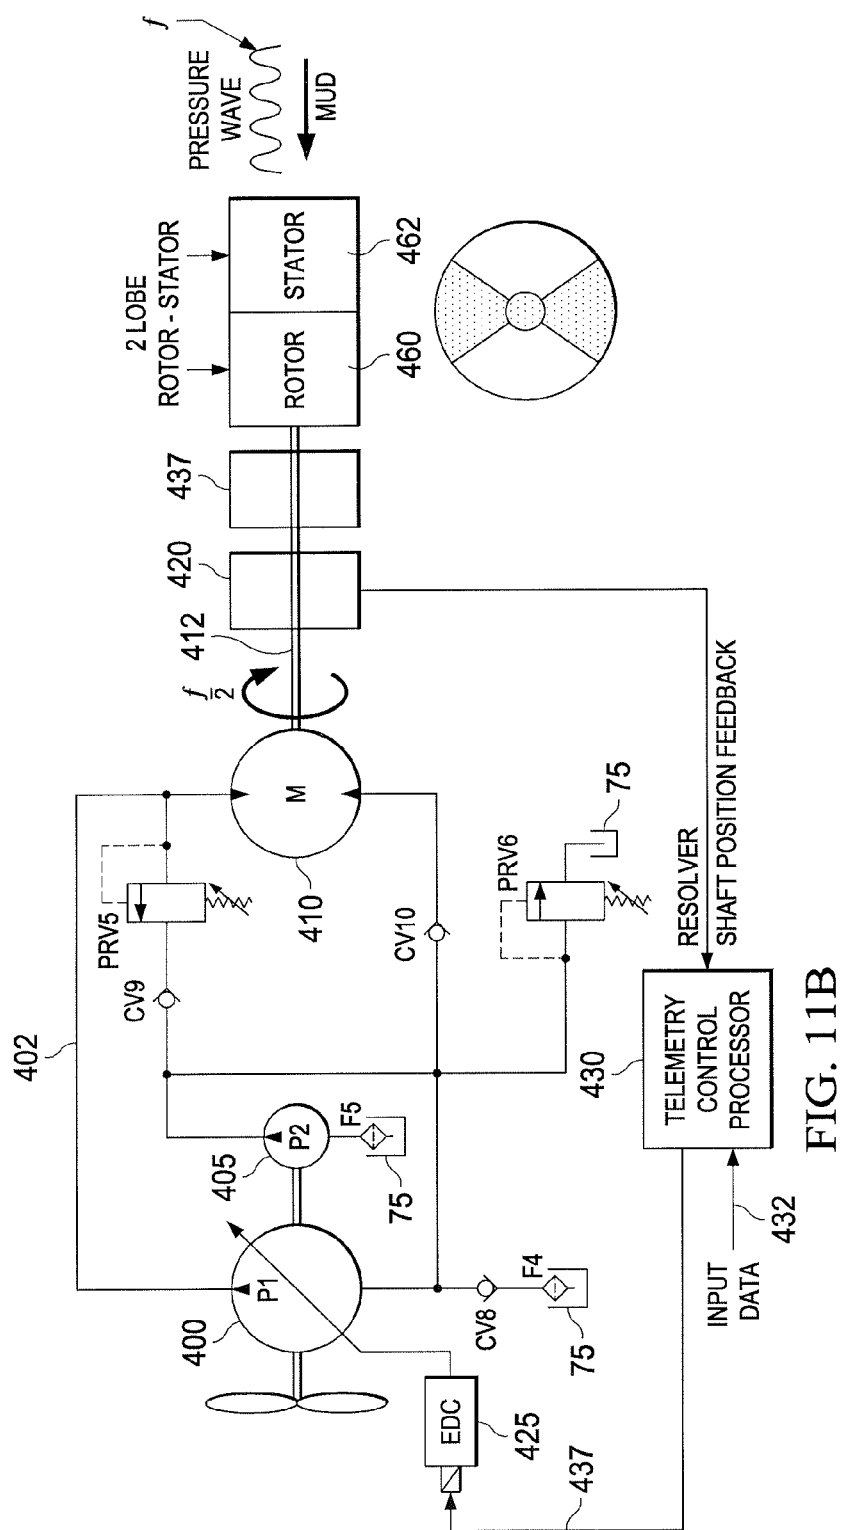 f
PRESSURE
WAVE
MUD
2 LOBE
ROTOR - STATOR
ROTOR
STATOR
460
462
437
420
412
f
2
M
410
402
PRV5
CV9
CV10
PRV6
75
P1
400
P2
405
F5
75
CV8
F4
75
EDC
425
437
RESOLVER
SHAFT POSITION FEEDBACK
430
TELEMETRY
CONTROL
PROCESSOR
INPUT
DATA
432
FIG. 11B